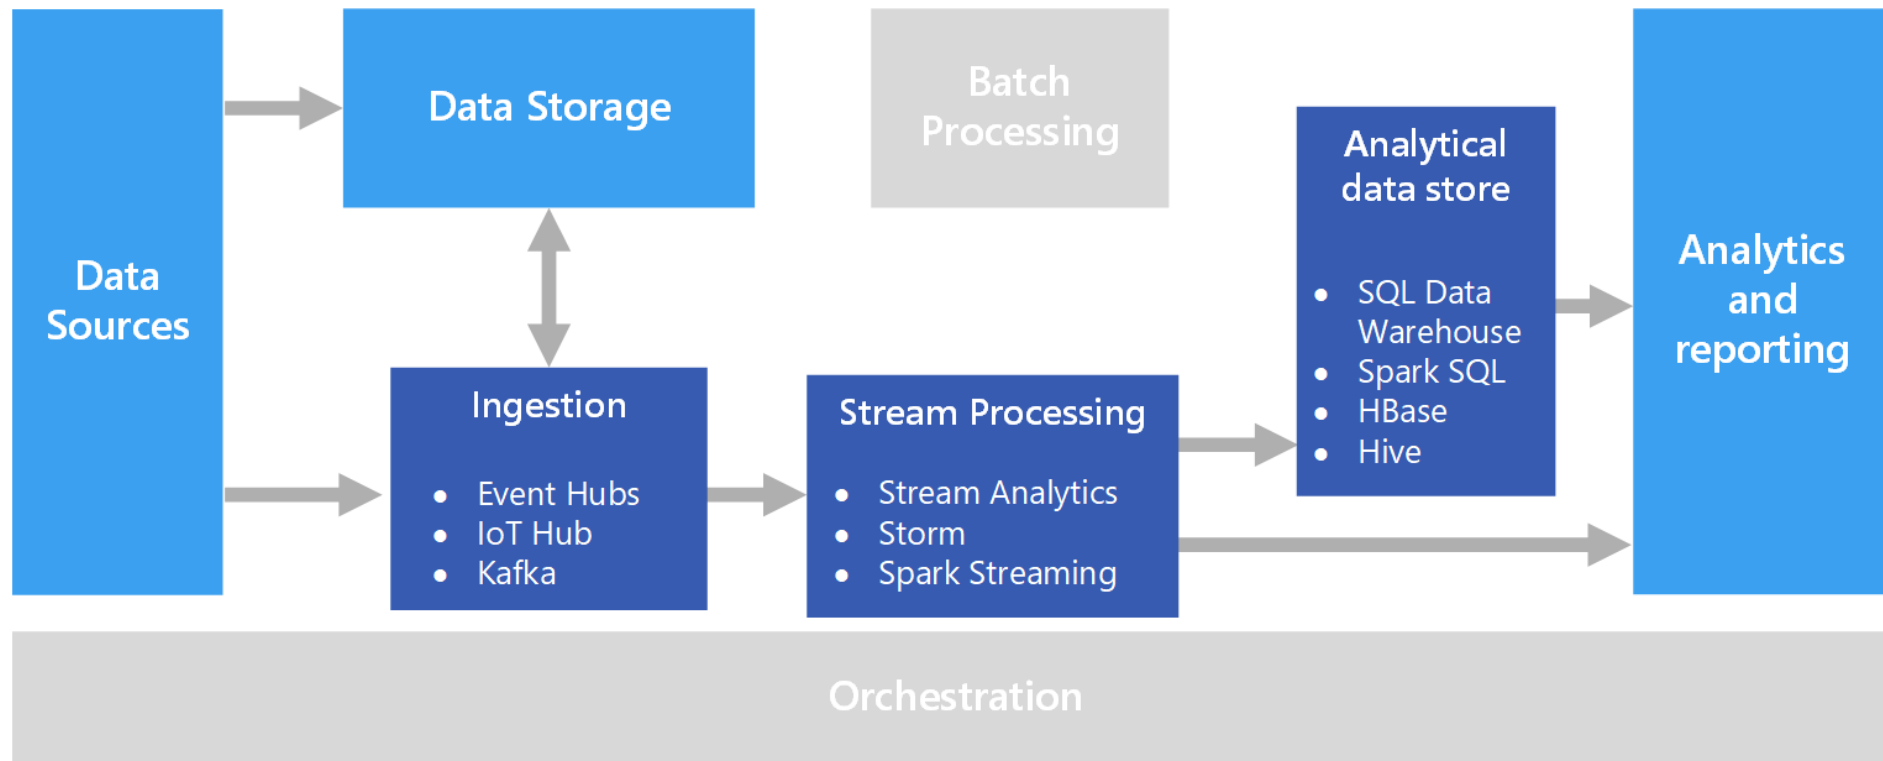 Data
Sources
Data Storage
Batch
Processing
Ingestion
● Event Hubs
● IoT Hub
● Kafka
Stream Processing
● Stream Analytics
● Storm
● Spark Streaming
Analytical
data store
● SQL Data
Warehouse
● Spark SQL
● HBase
● Hive
Analytics
and
reporting
Orchestration